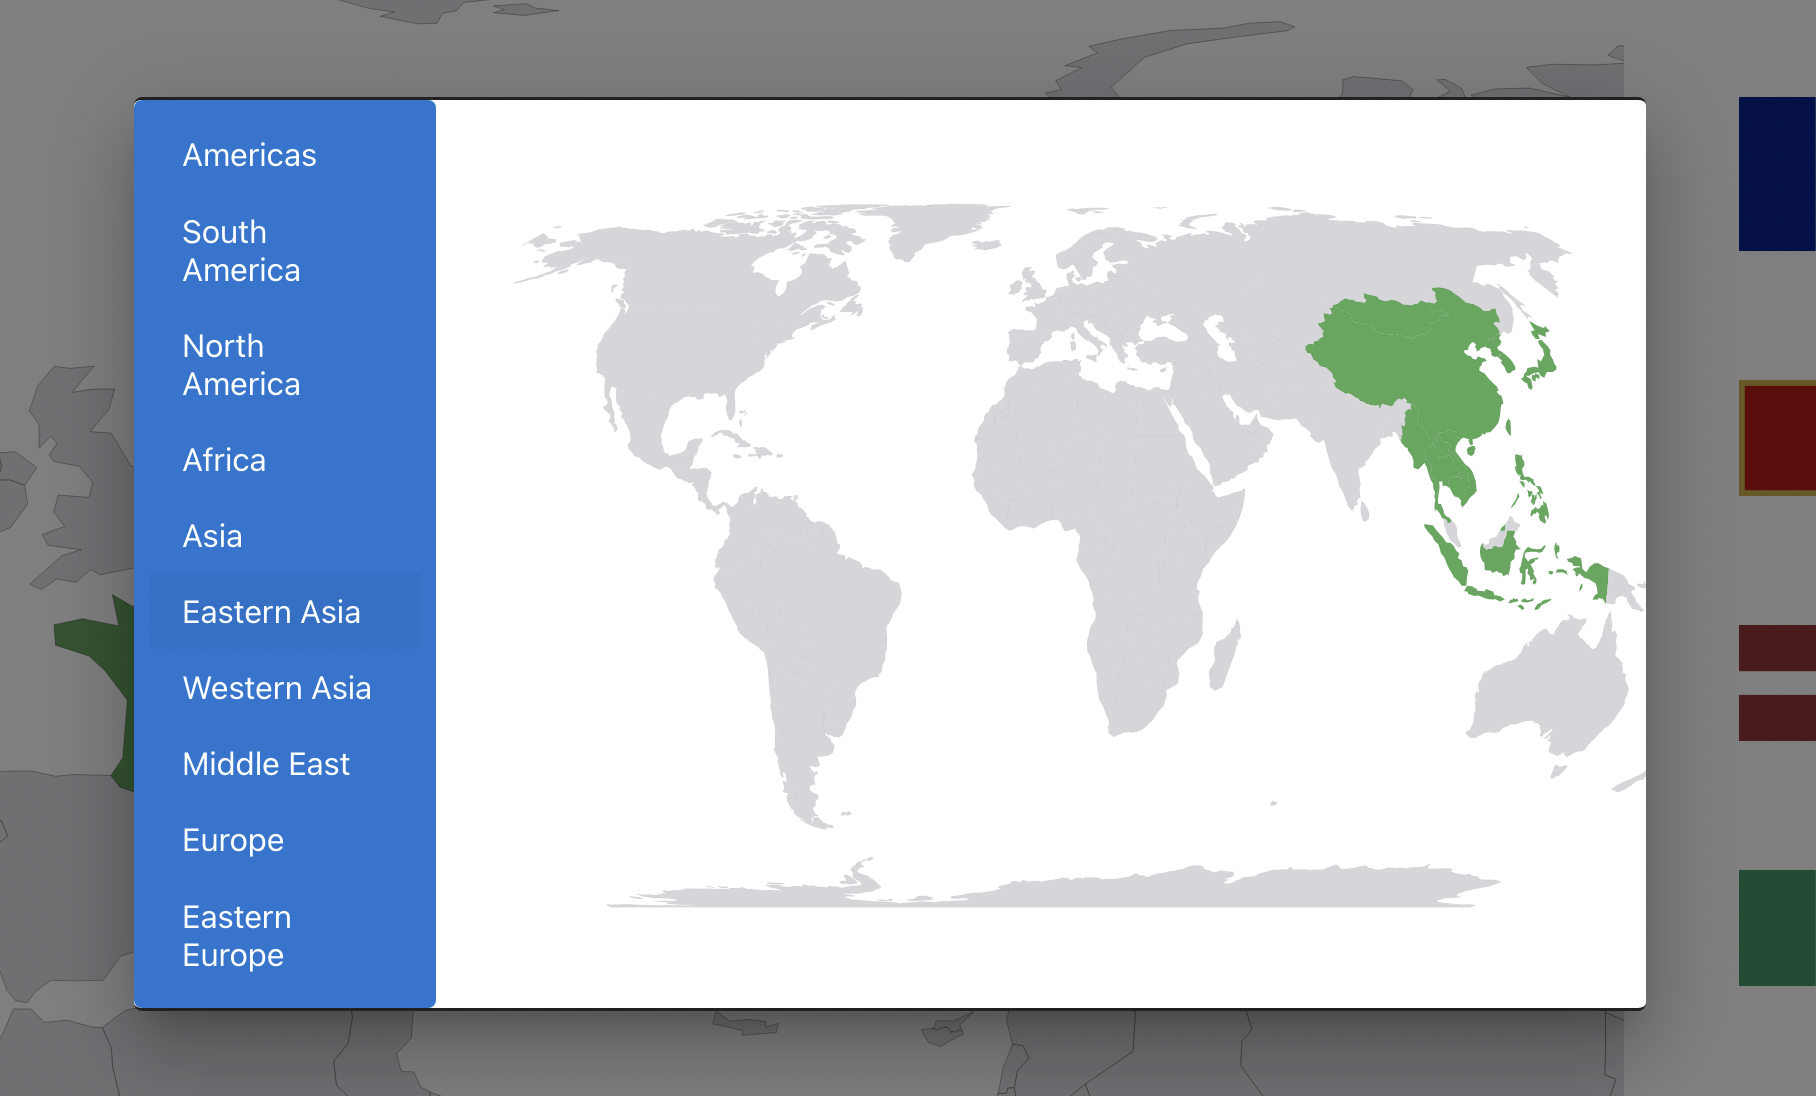 Americas
South
America
North
America
Africa
Asia
Eastern Asia
Western Asia
Middle East
Europe
Eastern
Europe